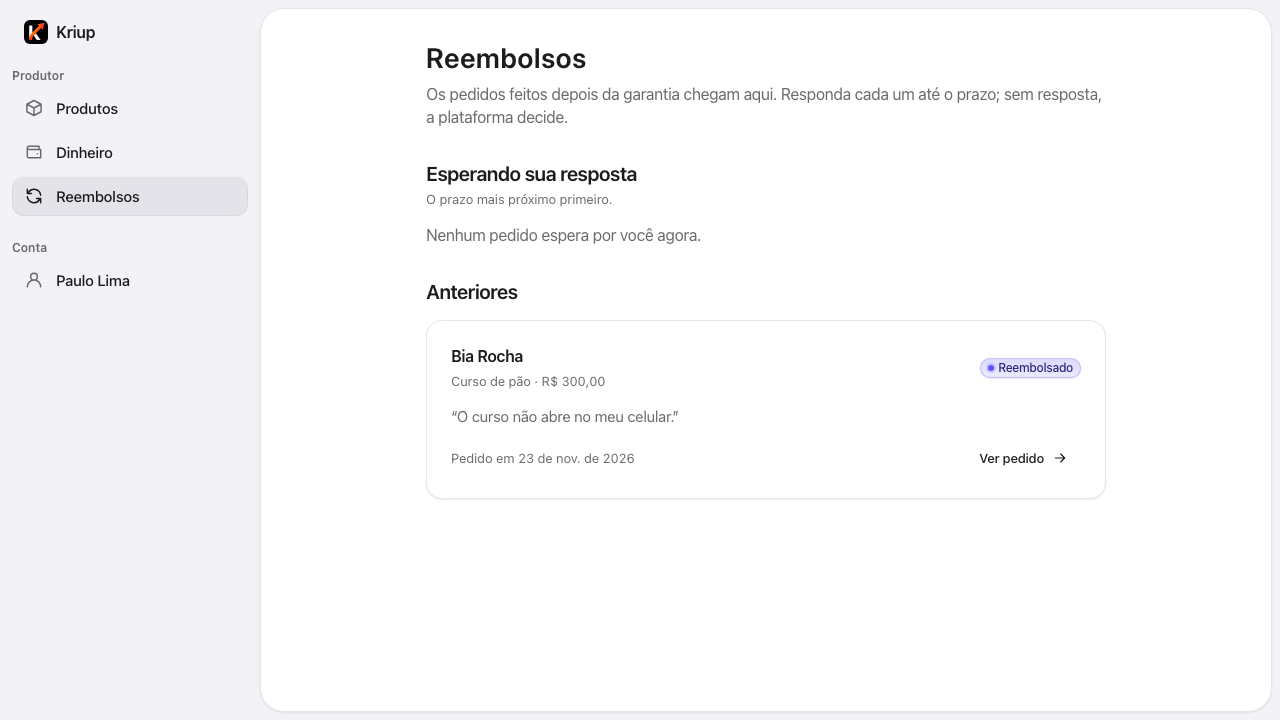 Kriup
Produtor
Produtos
Dinheiro
Reembolsos
Conta
Paulo Lima
Reembolsos
Os pedidos feitos depois da garantia chegam aqui. Responda cada um até o prazo; sem resposta,
a plataforma decide.
Esperando sua resposta
O prazo mais próximo primeiro.
Nenhum pedido espera por você agora.
Anteriores
Bia Rocha
Curso de pão · R$ 300,00
Reembolsado
“O curso não abre no meu celular.”
Pedido em 23 de nov. de 2026
Ver pedido